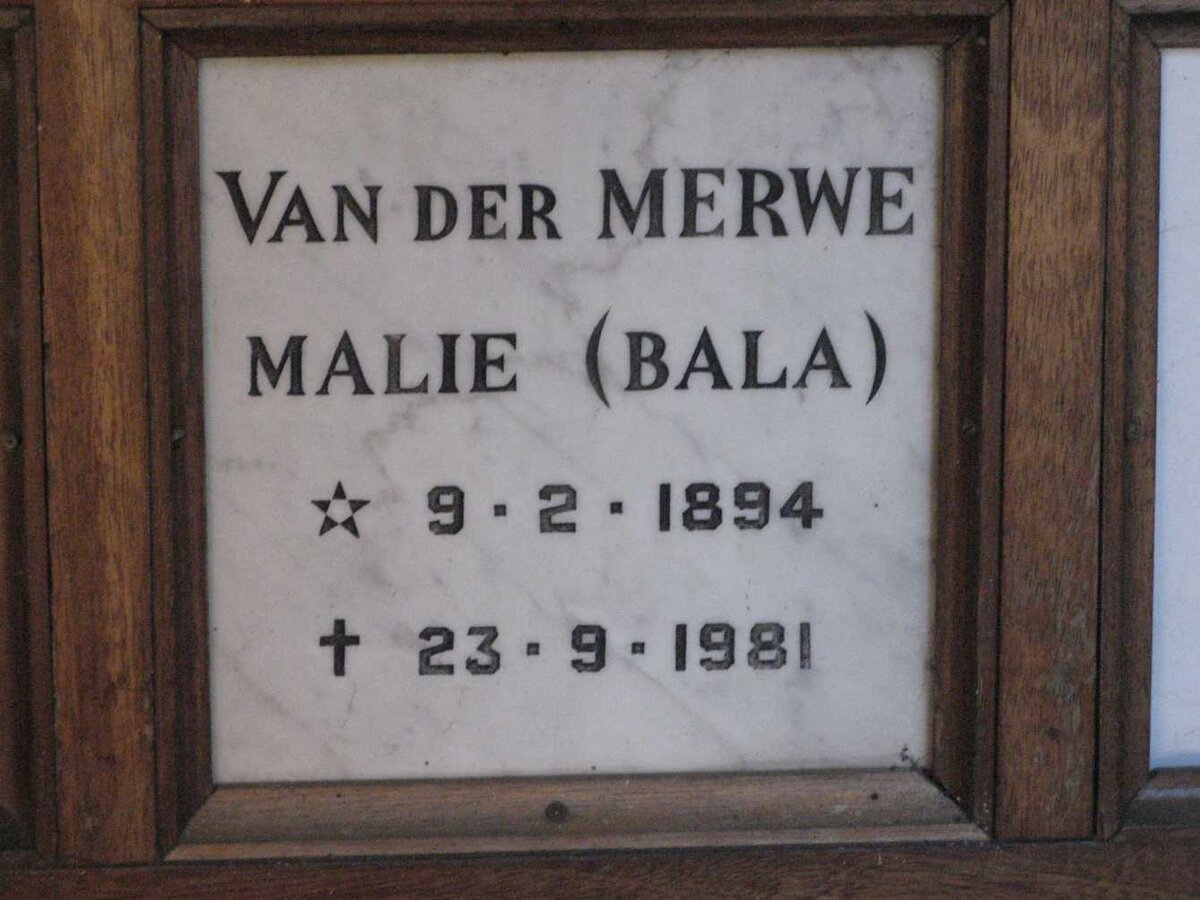 VAN DER MERWE
MALIE (BALA)
☆ 9 · 2 · 1894
✝ 23 · 9 · 1981